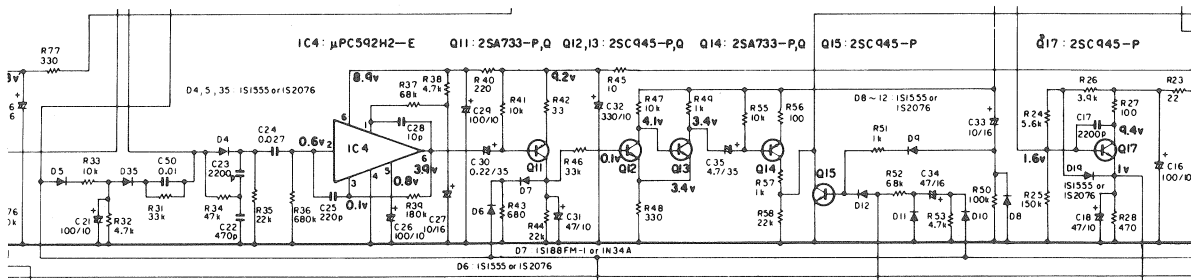 IC4: μPC592H2-E
Q11: 2SA733-P,Q
Q12,13: 2SC945-P,Q
Q14: 2SA733-P,Q
Q15: 2SC945-P
Q17: 2SC945-P
R77
330
D4, 5, 35: 1S1555 or 1S2076
8.9v
R37
68k
R38
4.7k
R40
220
9.2v
R45
10
R26
3.9k
R23
22
6
C29
100/10
R41
10k
R42
33
C32
330/10
R47
10k
R49
1k
R55
10k
R56
100
D8~12: 1S1555 or
1S2076
C33
10/16
R24
5.6k
C17
2200p
R27
100
9.4v
C24
0.027
0.6v
2
6
1
C28
10p
IC4
6
3.9v
4.1v
3.4v
R51
1k
D9
1.6v
Q17
D4
R33
10k
C50
0.01
D5
D35
C23
2200p
C30
0.22/35
Q11
R46
33k
0.1v
Q12
Q13
C35
4.7/35
Q14
D19
1S1555 or
1S2076
1v
C16
100/10
3
4
5
0.8v
0.1v
D7
3.4v
R57
1k
Q15
D12
R52
68k
C34
47/16
R50
100k
R31
33k
R34
47k
R35
22k
R36
680k
C25
220p
R39
180k
C27
10/16
D6
R43
680
R58
22k
D11
R53
4.7k
D10
D8
R25
150k
C21
100/10
R32
4.7k
C22
470p
C26
100/10
R44
22k
C31
47/10
R48
330
C18
47/10
R28
470
D7: 1S188FM-1 or 1N34A
D6: 1S1555 or 1S2076